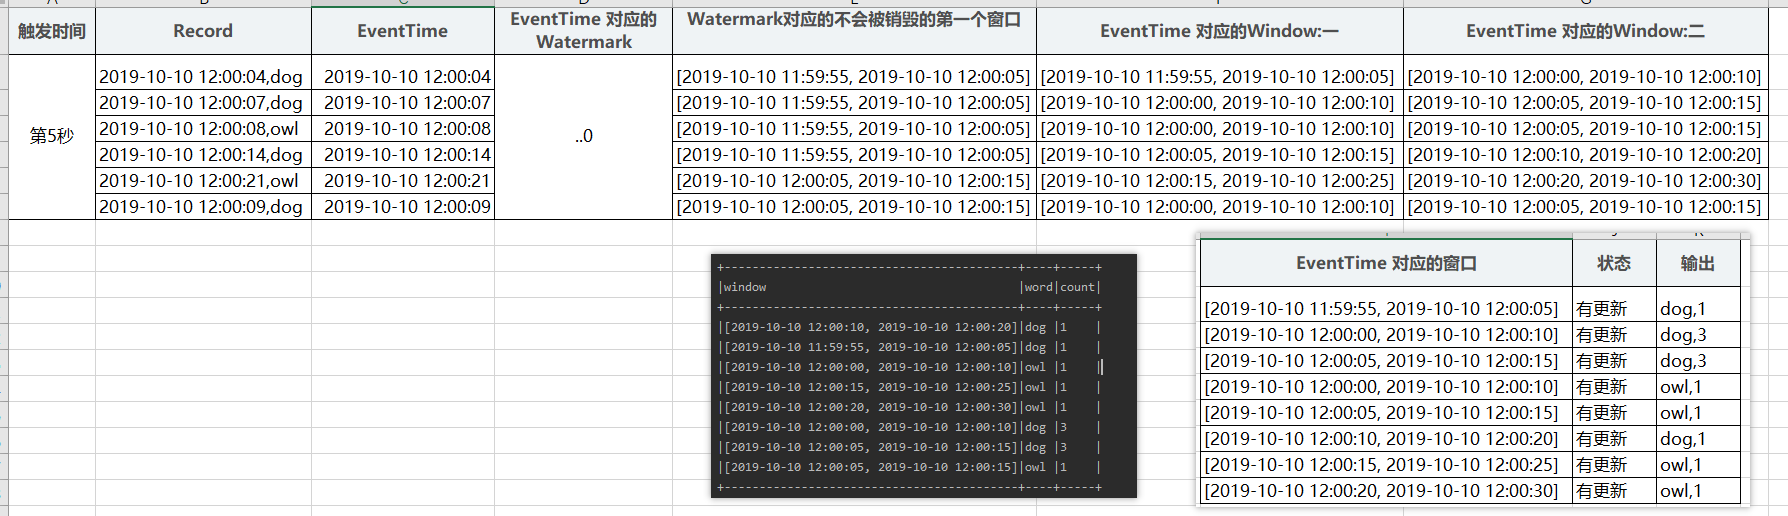 触发时间 Record EventTime EventTime 对应的 Watermark Watermark对应的不会被销毁的第一个窗口 EventTime 对应的Window:一 EventTime 对应的Window:二
第5秒 ..0
2019-10-10 12:00:04,dog 2019-10-10 12:00:04 [2019-10-10 11:59:55, 2019-10-10 12:00:05] [2019-10-10 11:59:55, 2019-10-10 12:00:05] [2019-10-10 12:00:00, 2019-10-10 12:00:10]
2019-10-10 12:00:07,dog 2019-10-10 12:00:07 [2019-10-10 11:59:55, 2019-10-10 12:00:05] [2019-10-10 12:00:00, 2019-10-10 12:00:10] [2019-10-10 12:00:05, 2019-10-10 12:00:15]
2019-10-10 12:00:08,owl 2019-10-10 12:00:08 [2019-10-10 11:59:55, 2019-10-10 12:00:05] [2019-10-10 12:00:00, 2019-10-10 12:00:10] [2019-10-10 12:00:05, 2019-10-10 12:00:15]
2019-10-10 12:00:14,dog 2019-10-10 12:00:14 [2019-10-10 11:59:55, 2019-10-10 12:00:05] [2019-10-10 12:00:05, 2019-10-10 12:00:15] [2019-10-10 12:00:10, 2019-10-10 12:00:20]
2019-10-10 12:00:21,owl 2019-10-10 12:00:21 [2019-10-10 12:00:05, 2019-10-10 12:00:15] [2019-10-10 12:00:15, 2019-10-10 12:00:25] [2019-10-10 12:00:20, 2019-10-10 12:00:30]
2019-10-10 12:00:09,dog 2019-10-10 12:00:09 [2019-10-10 12:00:05, 2019-10-10 12:00:15] [2019-10-10 12:00:00, 2019-10-10 12:00:10] [2019-10-10 12:00:05, 2019-10-10 12:00:15]
+------------------------------------------+----+-----+
|window |word|count|
+------------------------------------------+----+-----+
|[2019-10-10 12:00:10, 2019-10-10 12:00:20]|dog |1 |
|[2019-10-10 11:59:55, 2019-10-10 12:00:05]|dog |1 |
|[2019-10-10 12:00:00, 2019-10-10 12:00:10]|owl |1 |
|[2019-10-10 12:00:15, 2019-10-10 12:00:25]|owl |1 |
|[2019-10-10 12:00:20, 2019-10-10 12:00:30]|owl |1 |
|[2019-10-10 12:00:00, 2019-10-10 12:00:10]|dog |3 |
|[2019-10-10 12:00:05, 2019-10-10 12:00:15]|dog |3 |
|[2019-10-10 12:00:05, 2019-10-10 12:00:15]|owl |1 |
+------------------------------------------+----+-----+
EventTime 对应的窗口 状态 输出
[2019-10-10 11:59:55, 2019-10-10 12:00:05] 有更新 dog,1
[2019-10-10 12:00:00, 2019-10-10 12:00:10] 有更新 dog,3
[2019-10-10 12:00:05, 2019-10-10 12:00:15] 有更新 dog,3
[2019-10-10 12:00:00, 2019-10-10 12:00:10] 有更新 owl,1
[2019-10-10 12:00:05, 2019-10-10 12:00:15] 有更新 owl,1
[2019-10-10 12:00:10, 2019-10-10 12:00:20] 有更新 dog,1
[2019-10-10 12:00:15, 2019-10-10 12:00:25] 有更新 owl,1
[2019-10-10 12:00:20, 2019-10-10 12:00:30] 有更新 owl,1